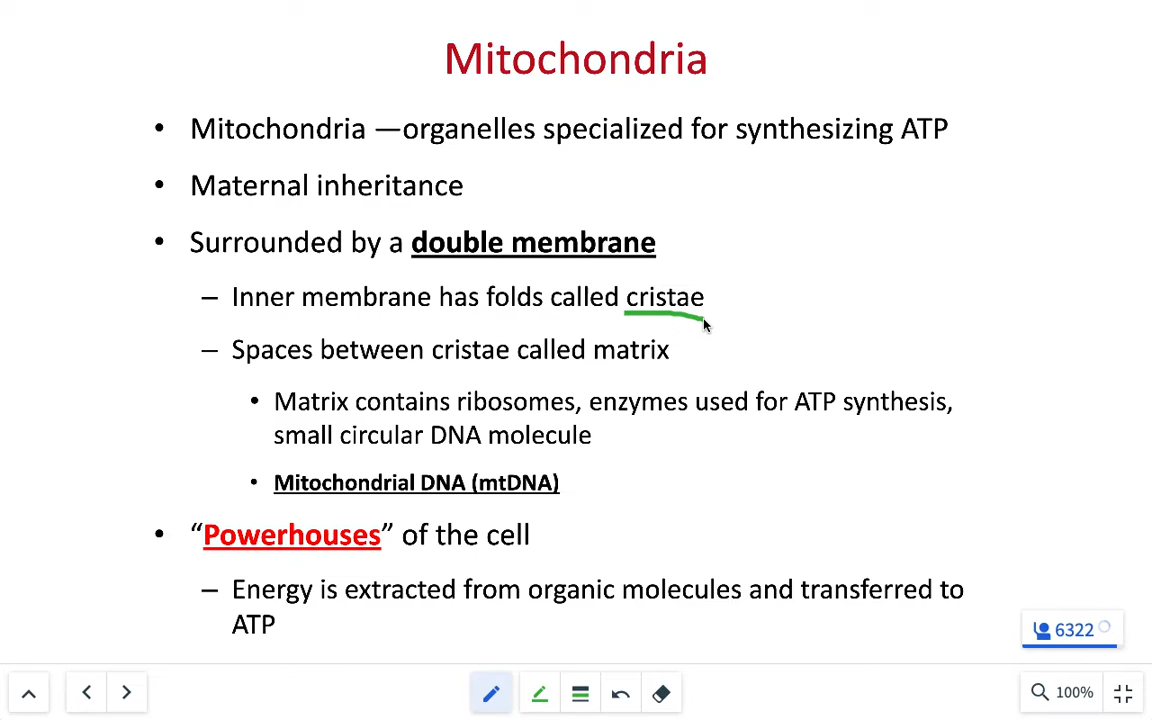 Mitochondria
• Mitochondria —organelles specialized for synthesizing ATP
• Maternal inheritance
• Surrounded by a double membrane
– Inner membrane has folds called cristae
– Spaces between cristae called matrix
• Matrix contains ribosomes, enzymes used for ATP synthesis,
small circular DNA molecule
• Mitochondrial DNA (mtDNA)
• “Powerhouses” of the cell
– Energy is extracted from organic molecules and transferred to
ATP
6322
100%